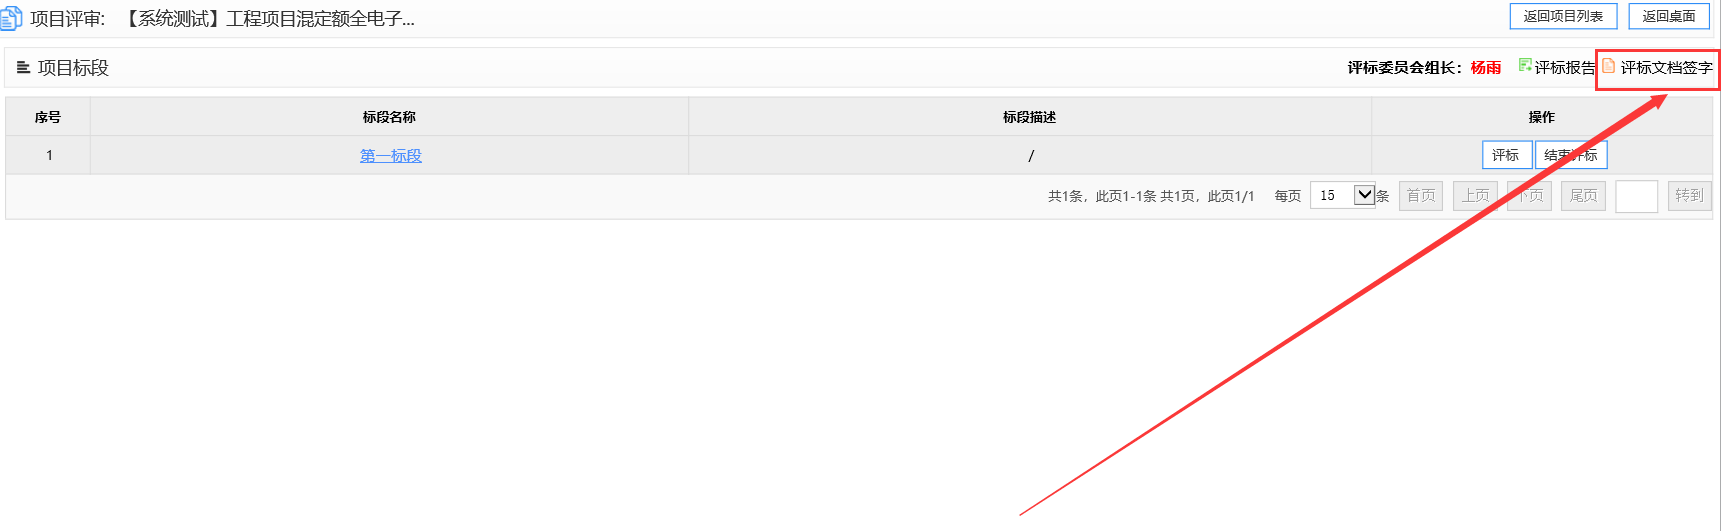 项目评审: 【系统测试】工程项目混定额全电子... 返回项目列表 返回桌面
项目标段 评标委员会组长：杨雨 评标报告 评标文档签字
序号 标段名称 标段描述 操作
1 第一标段 / 评标 结束评标
共1条，此页1-1条 共1页，此页1/1 每页 15 条 首页 上页 下页 尾页 转到